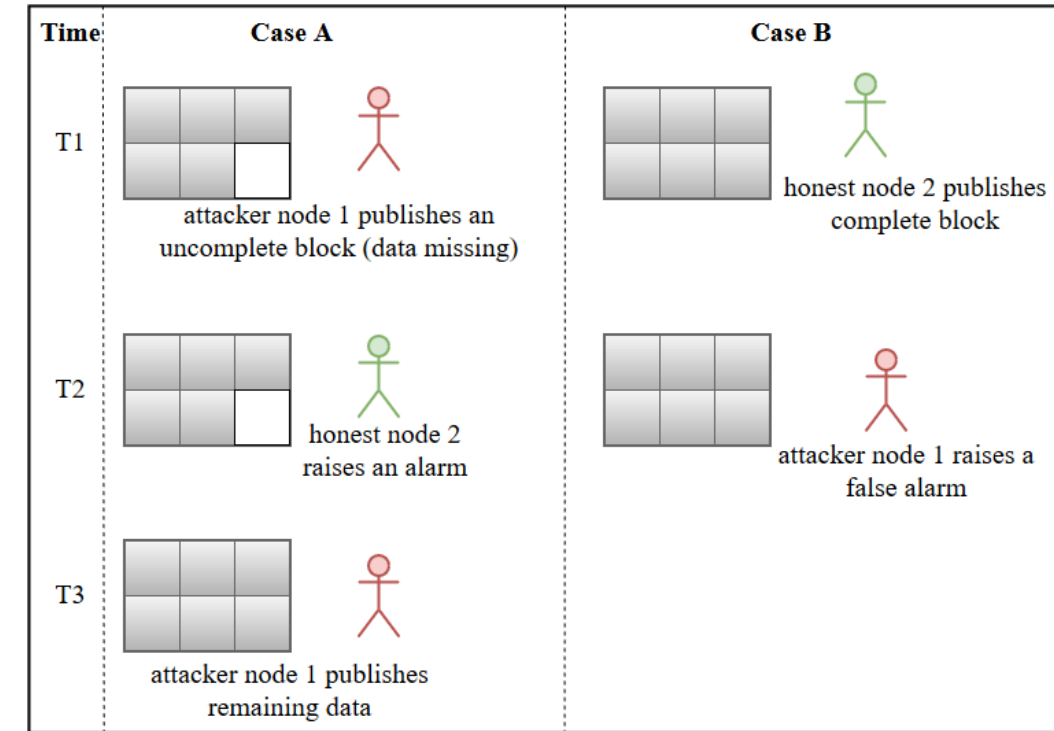 Time Case A Case B
T1
attacker node 1 publishes an
uncomplete block (data missing)
honest node 2 publishes
complete block
T2
honest node 2
raises an alarm
attacker node 1 raises a
false alarm
T3
attacker node 1 publishes
remaining data